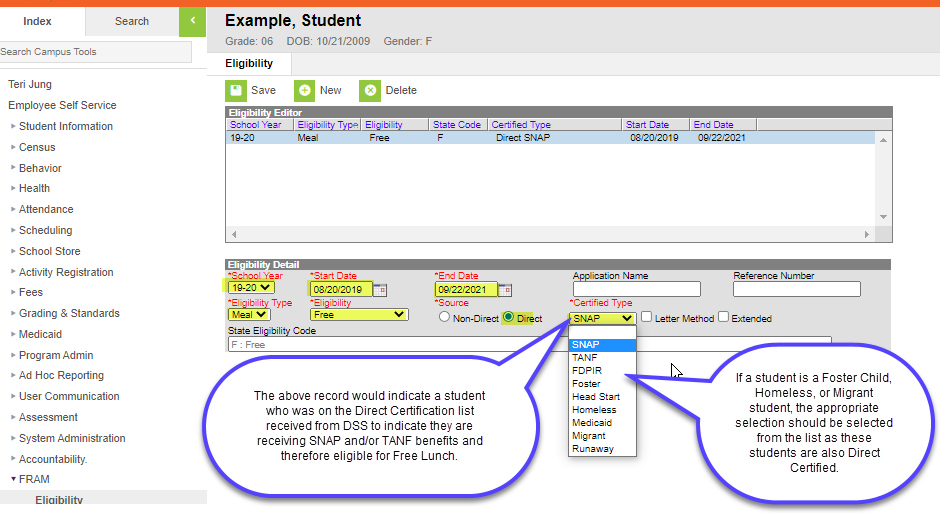 Index
Search
Search Campus Tools
Teri Jung
Employee Self Service
Student Information
Census
Behavior
Health
Attendance
Scheduling
School Store
Activity Registration
Fees
Grading & Standards
Medicaid
Program Admin
Ad Hoc Reporting
User Communication
Assessment
System Administration
Accountability.
FRAM
Eligibility
Example, Student
Grade: 06 DOB: 10/21/2009 Gender: F
Eligibility
Save New Delete
Eligibility Editor
School Year Eligibility Type Eligibility State Code Certified Type Start Date End Date
19-20 Meal Free F Direct SNAP 08/20/2019 09/22/2021
Eligibility Detail
*School Year *Start Date *End Date Application Name Reference Number
19-20 08/20/2019 09/22/2021
*Eligibility Type *Eligibility *Source *Certified Type
Meal Free Non-Direct Direct SNAP Letter Method Extended
State Eligibility Code
F : Free
SNAP
TANF
FDPIR
Foster
Head Start
Homeless
Medicaid
Migrant
Runaway
The above record would indicate a student
who was on the Direct Certification list
received from DSS to indicate they are
receiving SNAP and/or TANF benefits and
therefore eligible for Free Lunch.
If a student is a Foster Child,
Homeless, or Migrant
student, the appropriate
selection should be selected
from the list as these
students are also Direct
Certified.